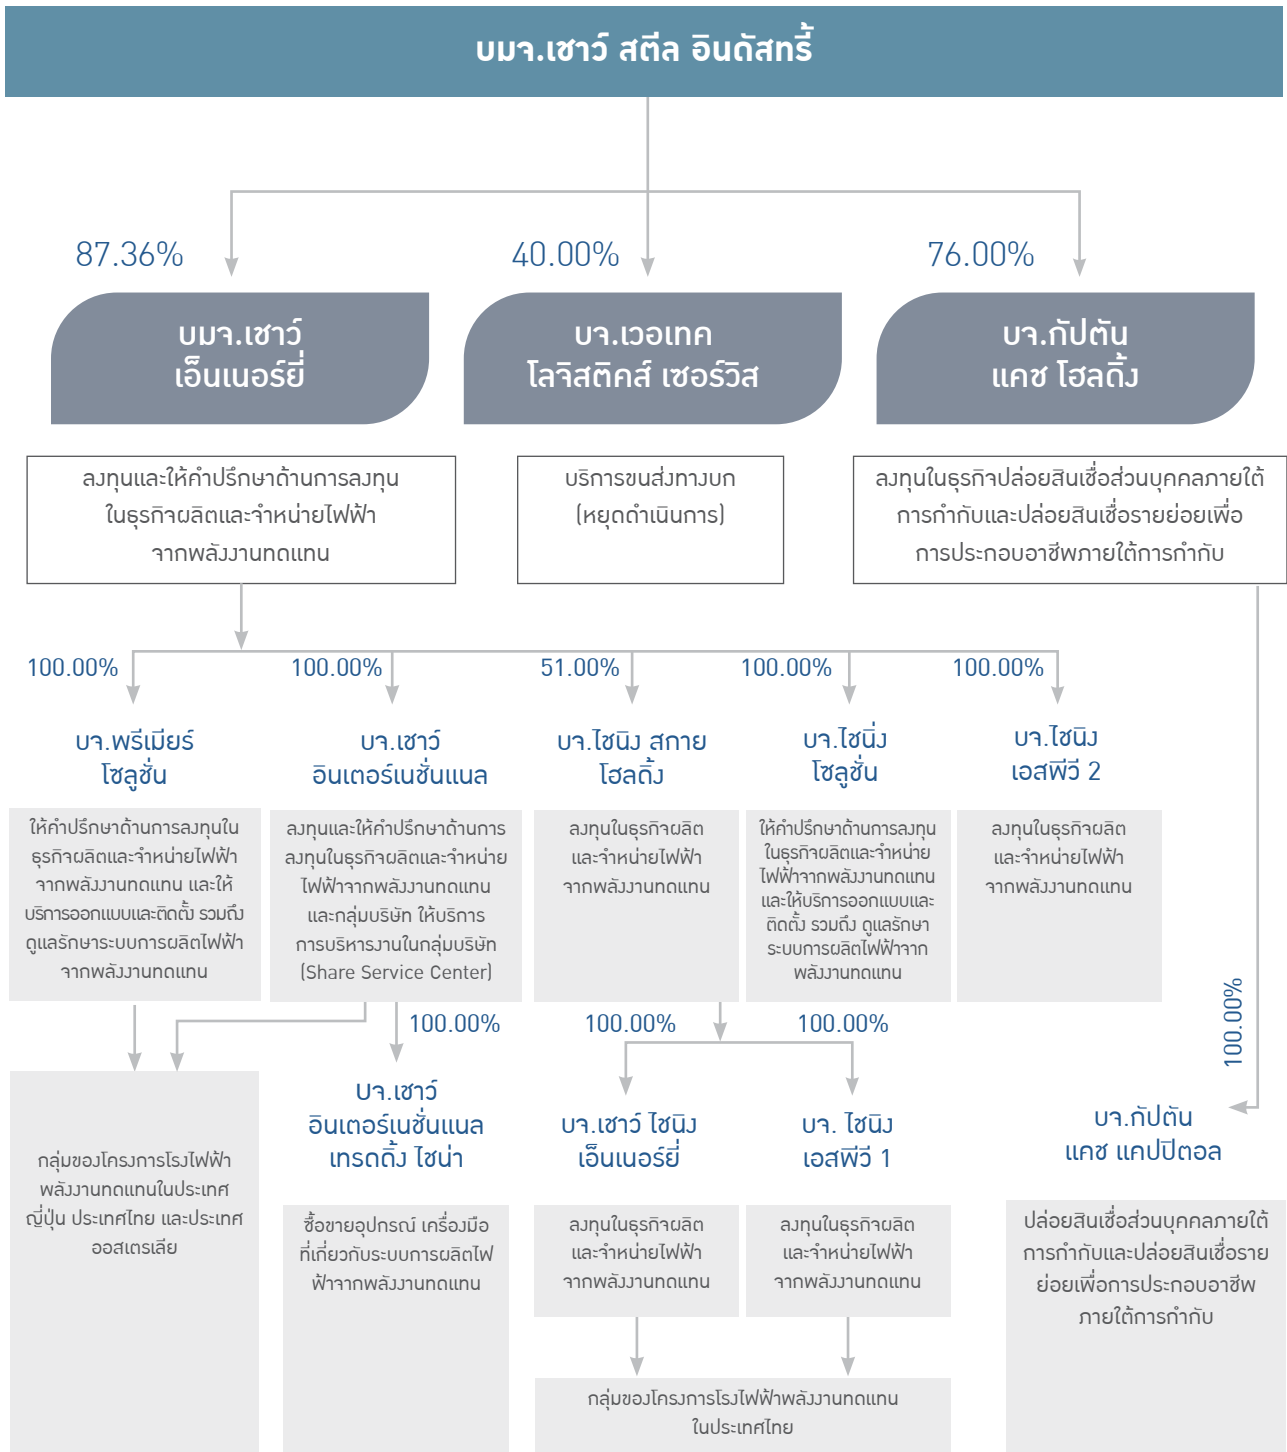 บมจ.เชาว์ สตีล อินดัสทรี้
87.36%
40.00%
76.00%
บมจ.เชาว์
เอ็นเนอร์ยี่
บจ.เวอเทค
โลจิสติคส์ เซอร์วิส
บจ.กัปตัน
แคช โฮลดิ้ง
ลงทุนและให้คำปรึกษาด้านการลงทุน
ในธุรกิจผลิตและจำหน่ายไฟฟ้า
จากพลังงานทดแทน
บริการขนส่งทางบก
(หยุดดำเนินการ)
ลงทุนในธุรกิจปล่อยสินเชื่อส่วนบุคคลภายใต้
การกำกับและปล่อยสินเชื่อรายย่อยเพื่อ
การประกอบอาชีพภายใต้การกำกับ
100.00%
100.00%
51.00%
100.00%
100.00%
บจ.พรีเมียร์
โซลูชั่น
บจ.เชาว์
อินเตอร์เนชั่นแนล
บจ.ไชนิง สกาย
โฮลดิ้ง
บจ.ไชนิ่ง
โซลูชั่น
บจ.ไชนิง
เอสพีวี 2
ให้คำปรึกษาด้านการลงทุนใน
ธุรกิจผลิตและจำหน่ายไฟฟ้า
จากพลังงานทดแทน และให้
บริการออกแบบและติดตั้ง รวมถึง
ดูแลรักษาระบบการผลิตไฟฟ้า
จากพลังงานทดแทน
ลงทุนและให้คำปรึกษาด้านการ
ลงทุนในธุรกิจผลิตและจำหน่าย
ไฟฟ้าจากพลังงานทดแทน
และกลุ่มบริษัท ให้บริการ
การบริหารงานในกลุ่มบริษัท
(Share Service Center)
ลงทุนในธุรกิจผลิต
และจำหน่ายไฟฟ้า
จากพลังงานทดแทน
ให้คำปรึกษาด้านการลงทุน
ในธุรกิจผลิตและจำหน่าย
ไฟฟ้าจากพลังงานทดแทน
และให้บริการออกแบบและ
ติดตั้ง รวมถึง ดูแลรักษา
ระบบการผลิตไฟฟ้าจาก
พลังงานทดแทน
ลงทุนในธุรกิจผลิต
และจำหน่ายไฟฟ้า
จากพลังงานทดแทน
100.00%
100.00%
100.00%
100.00%
กลุ่มของโครงการโรงไฟฟ้า
พลังงานทดแทนในประเทศ
ญี่ปุ่น ประเทศไทย และประเทศ
ออสเตรเลีย
บจ.เชาว์
อินเตอร์เนชั่นแนล
เทรดดิ้ง ไชน่า
ซื้อขายอุปกรณ์ เครื่องมือ
ที่เกี่ยวกับระบบการผลิตไฟ
ฟ้าจากพลังงานทดแทน
บจ.เชาว์ ไชนิง
เอ็นเนอร์ยี่
ลงทุนในธุรกิจผลิต
และจำหน่ายไฟฟ้า
จากพลังงานทดแทน
บจ. ไชนิง
เอสพีวี 1
ลงทุนในธุรกิจผลิต
และจำหน่ายไฟฟ้า
จากพลังงานทดแทน
บจ.กัปตัน
แคช แคปปิตอล
ปล่อยสินเชื่อส่วนบุคคลภายใต้
การกำกับและปล่อยสินเชื่อราย
ย่อยเพื่อการประกอบอาชีพ
ภายใต้การกำกับ
กลุ่มของโครงการโรงไฟฟ้าพลังงานทดแทน
ในประเทศไทย